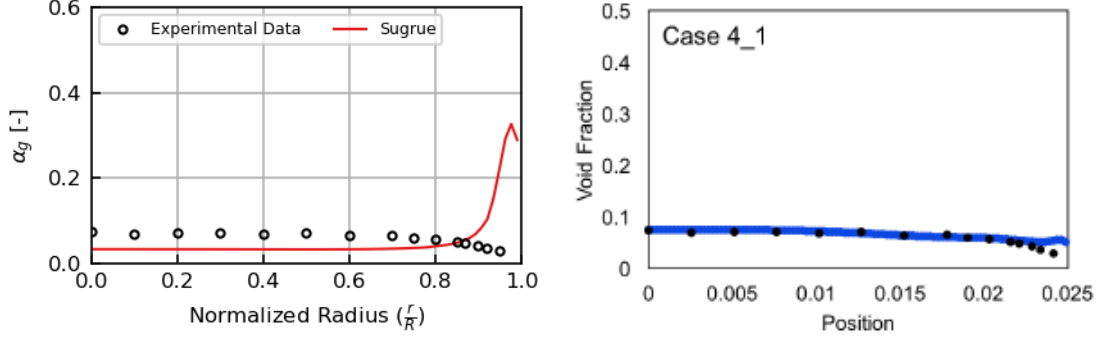 Experimental Data
Sugrue
0.6
0.4
0.2
0.0
α_g [-]
0.0 0.2 0.4 0.6 0.8 1.0
Normalized Radius (r/R)
Case 4_1
0.5
0.4
0.3
0.2
0.1
0
Void Fraction
0 0.005 0.01 0.015 0.02 0.025
Position